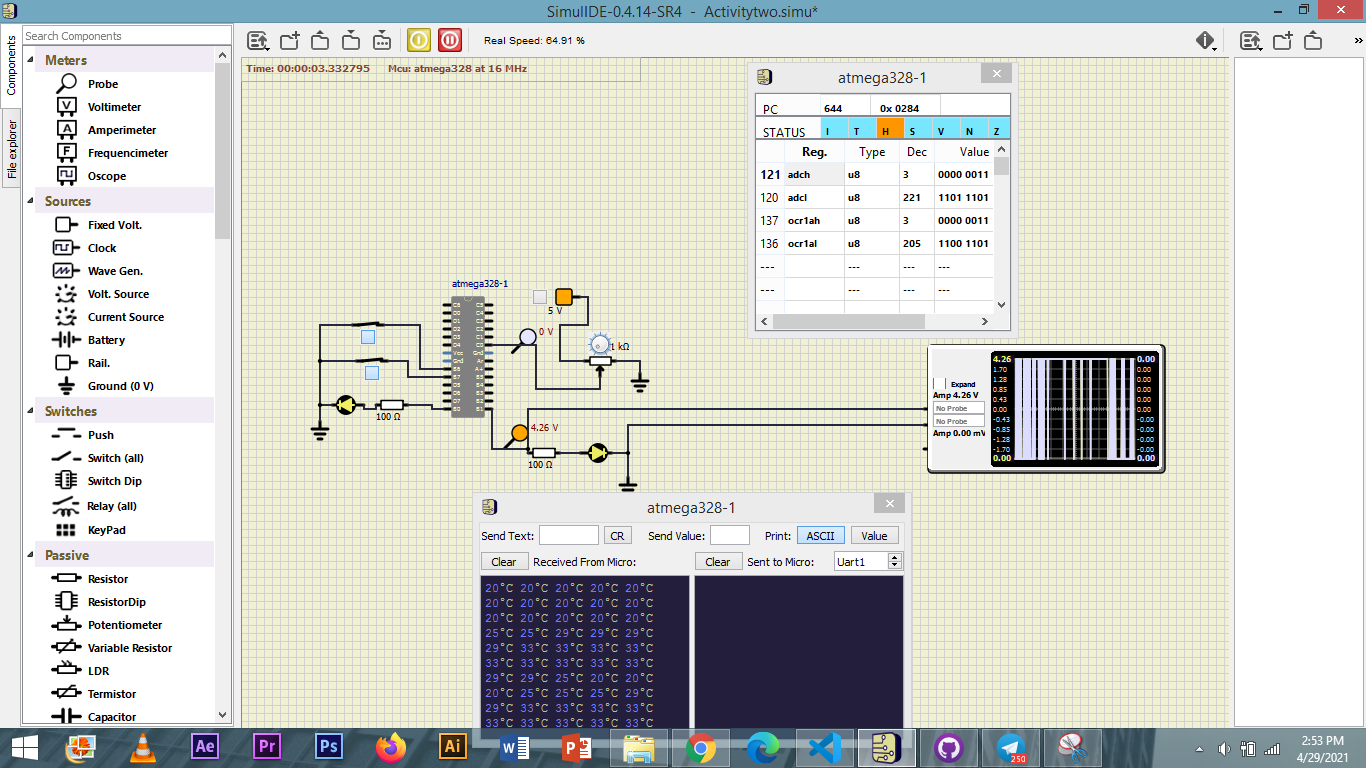 SimulIDE-0.4.14-SR4 - Activitytwo.simu*
Components
File explorer
Search Components
Meters
Probe
Voltimeter
Amperimeter
Frequencimeter
Oscope
Sources
Fixed Volt.
Clock
Wave Gen.
Volt. Source
Current Source
Battery
Rail.
Ground (0 V)
Switches
Push
Switch (all)
Switch Dip
Relay (all)
KeyPad
Passive
Resistor
ResistorDip
Potentiometer
Variable Resistor
LDR
Termistor
Capacitor
Real Speed: 64.91 %
»
Time: 00:00:03.332795 Mcu: atmega328 at 16 MHz
atmega328-1
PC 644 0x 0284
STATUS I T H S V N Z
Reg. Type Dec Value
121 adch u8 3 0000 0011
120 adcl u8 221 1101 1101
137 ocr1ah u8 3 0000 0011
136 ocr1al u8 205 1100 1101
--- --- --- ---
--- --- --- ---
atmega328-1
5 V
0 V
1 kΩ
100 Ω
4.26 V
100 Ω
Expand
Amp 4.26 V
No Probe
No Probe
Amp 0.00 mV
4.26 0.00
1.70 0.00
1.28 0.00
0.85 0.00
0.43 0.00
0.00 0.00
-0.43 -0.00
-0.85 -0.00
-1.28 -0.00
-1.70 -0.00
0.00 0.00
atmega328-1
Send Text: CR Send Value: Print: ASCII Value
Clear Received From Micro: Clear Sent to Micro: Uart1
20°C 20°C 20°C 20°C 20°C
20°C 20°C 20°C 20°C 20°C
20°C 20°C 20°C 20°C 20°C
25°C 25°C 29°C 29°C 29°C
29°C 33°C 33°C 33°C 33°C
33°C 33°C 33°C 33°C 33°C
29°C 29°C 25°C 20°C 20°C
20°C 25°C 25°C 25°C 29°C
29°C 33°C 33°C 33°C 33°C
33°C 33°C 33°C 33°C 33°C
Ae
Pr
Ps
Ai
W
P
250
2:53 PM
4/29/2021